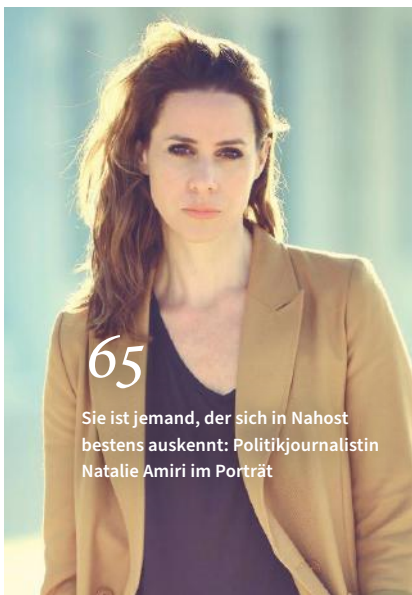 65
Sie ist jemand, der sich in Nahost
bestens auskennt: Politikjournalistin
Natalie Amiri im Porträt